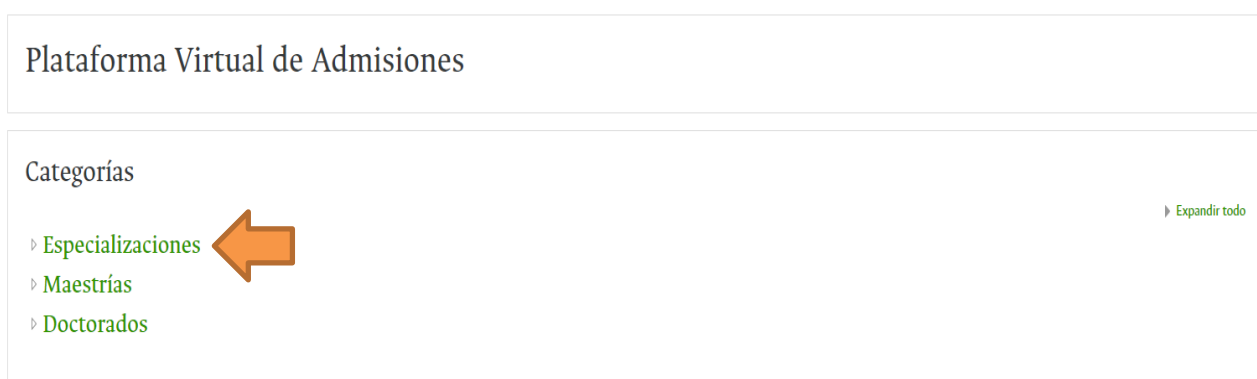 Plataforma Virtual de Admisiones
Categorías
Expandir todo
Especializaciones
Maestrías
Doctorados